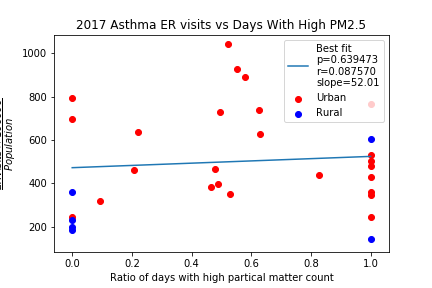 2017 Asthma ER visits vs Days With High PM2.5
Best fit
p=0.639473
r=0.087570
slope=52.01
Urban
Rural
1000
800
600
400
200
Population
0.0 0.2 0.4 0.6 0.8 1.0
Ratio of days with high partical matter count